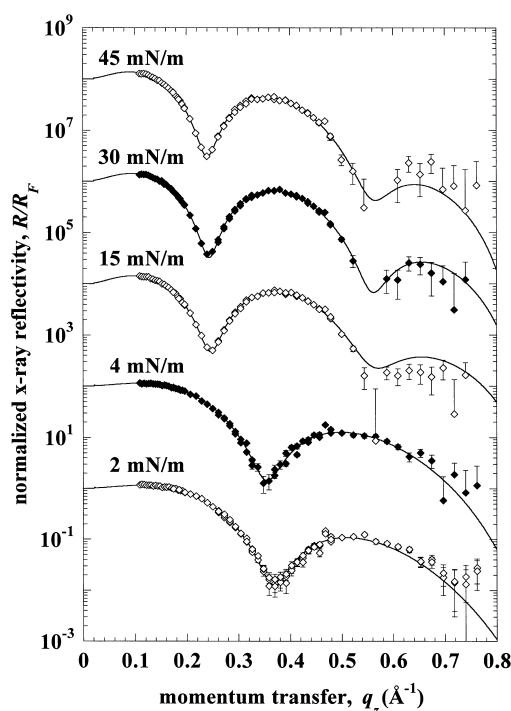 10^9
45 mN/m
10^7
30 mN/m
10^5
15 mN/m
10^3
4 mN/m
10^1
2 mN/m
10^-1
10^-3
0 0.1 0.2 0.3 0.4 0.5 0.6 0.7 0.8
normalized x-ray reflectivity, R/R_F
momentum transfer, q_z (Å^-1)